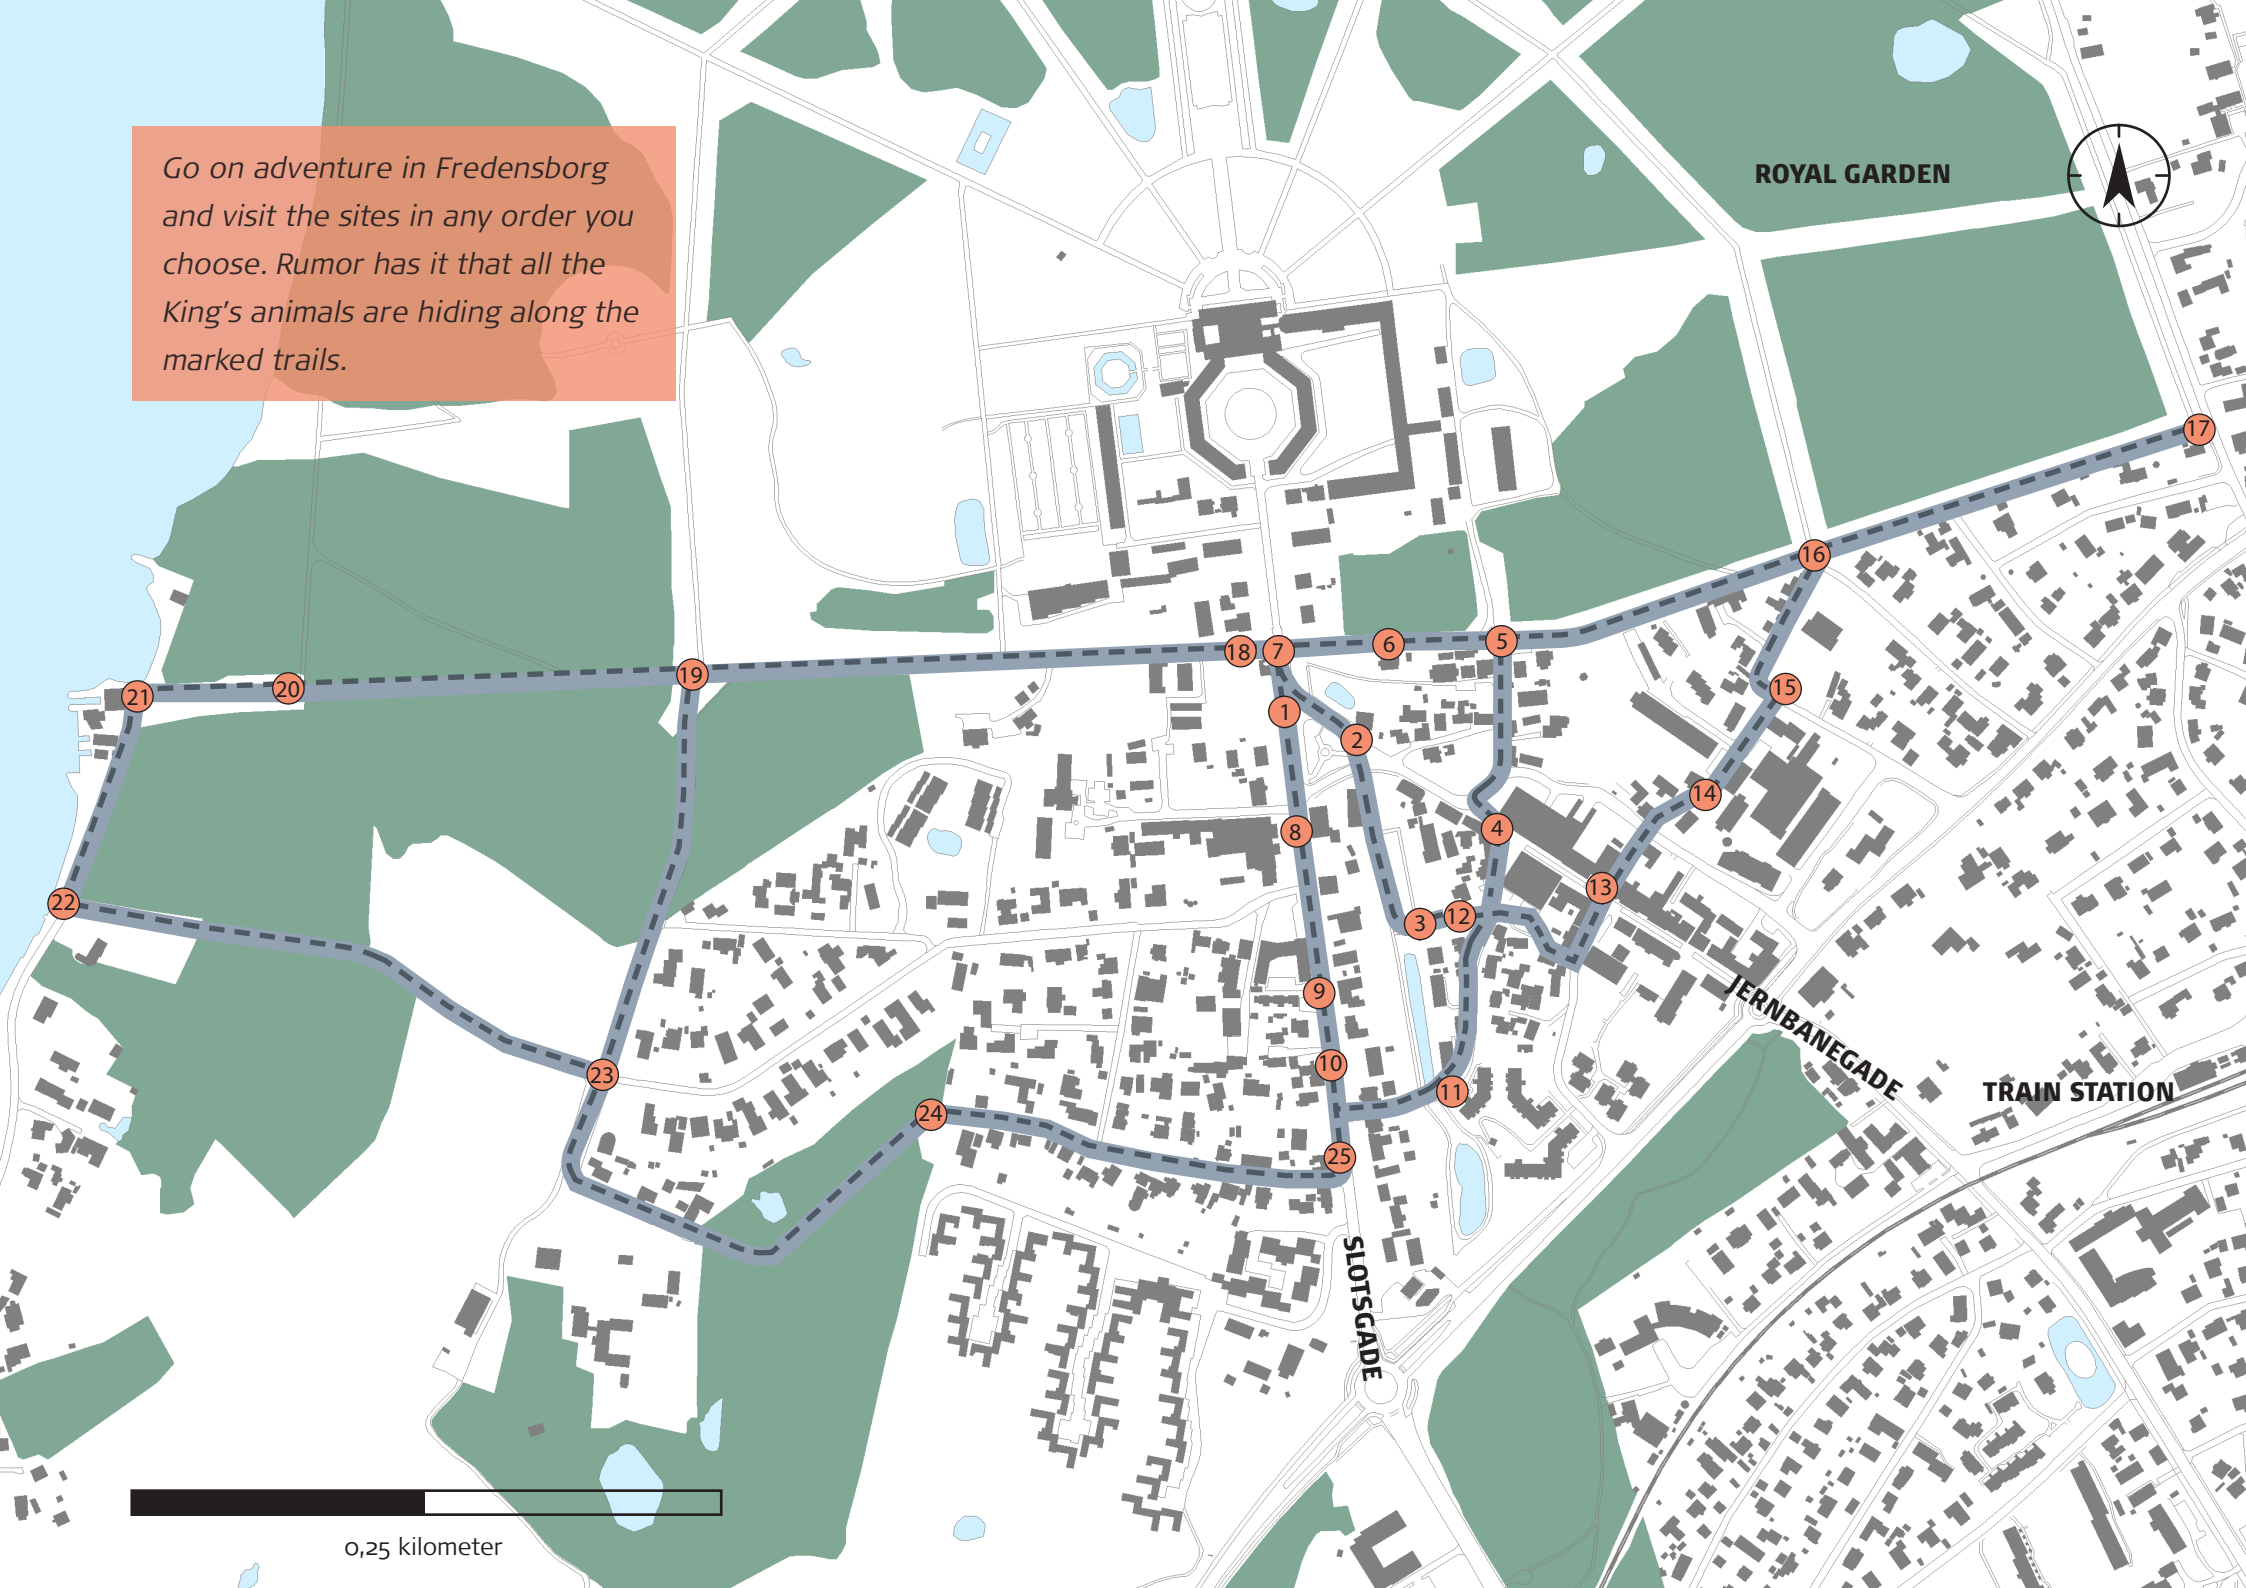 Go on adventure in Fredensborg
and visit the sites in any order you
choose. Rumor has it that all the
King's animals are hiding along the
marked trails.
ROYAL GARDEN
17
16
18
7
6
5
19
20
21
15
1
2
14
8
4
13
22
3
12
9
JERNBANEGADE
10
23
11
TRAIN STATION
24
25
SLOTSGADE
0,25 kilometer